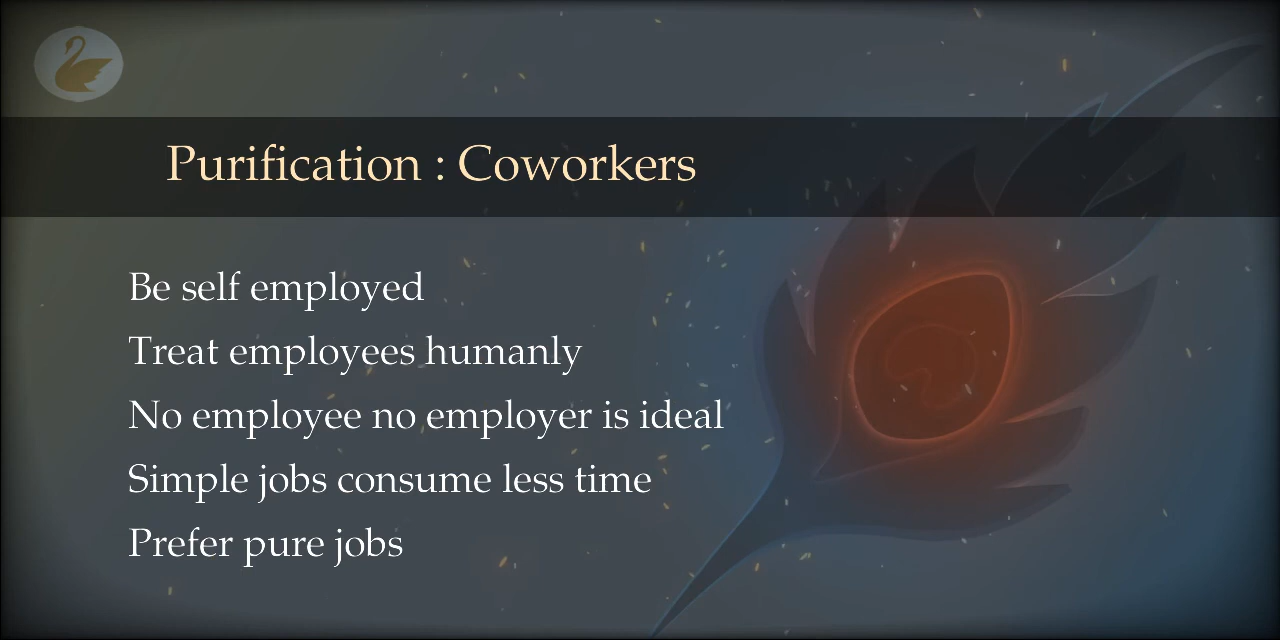 Purification : Coworkers
Be self employed
Treat employees humanly
No employee no employer is ideal
Simple jobs consume less time
Prefer pure jobs